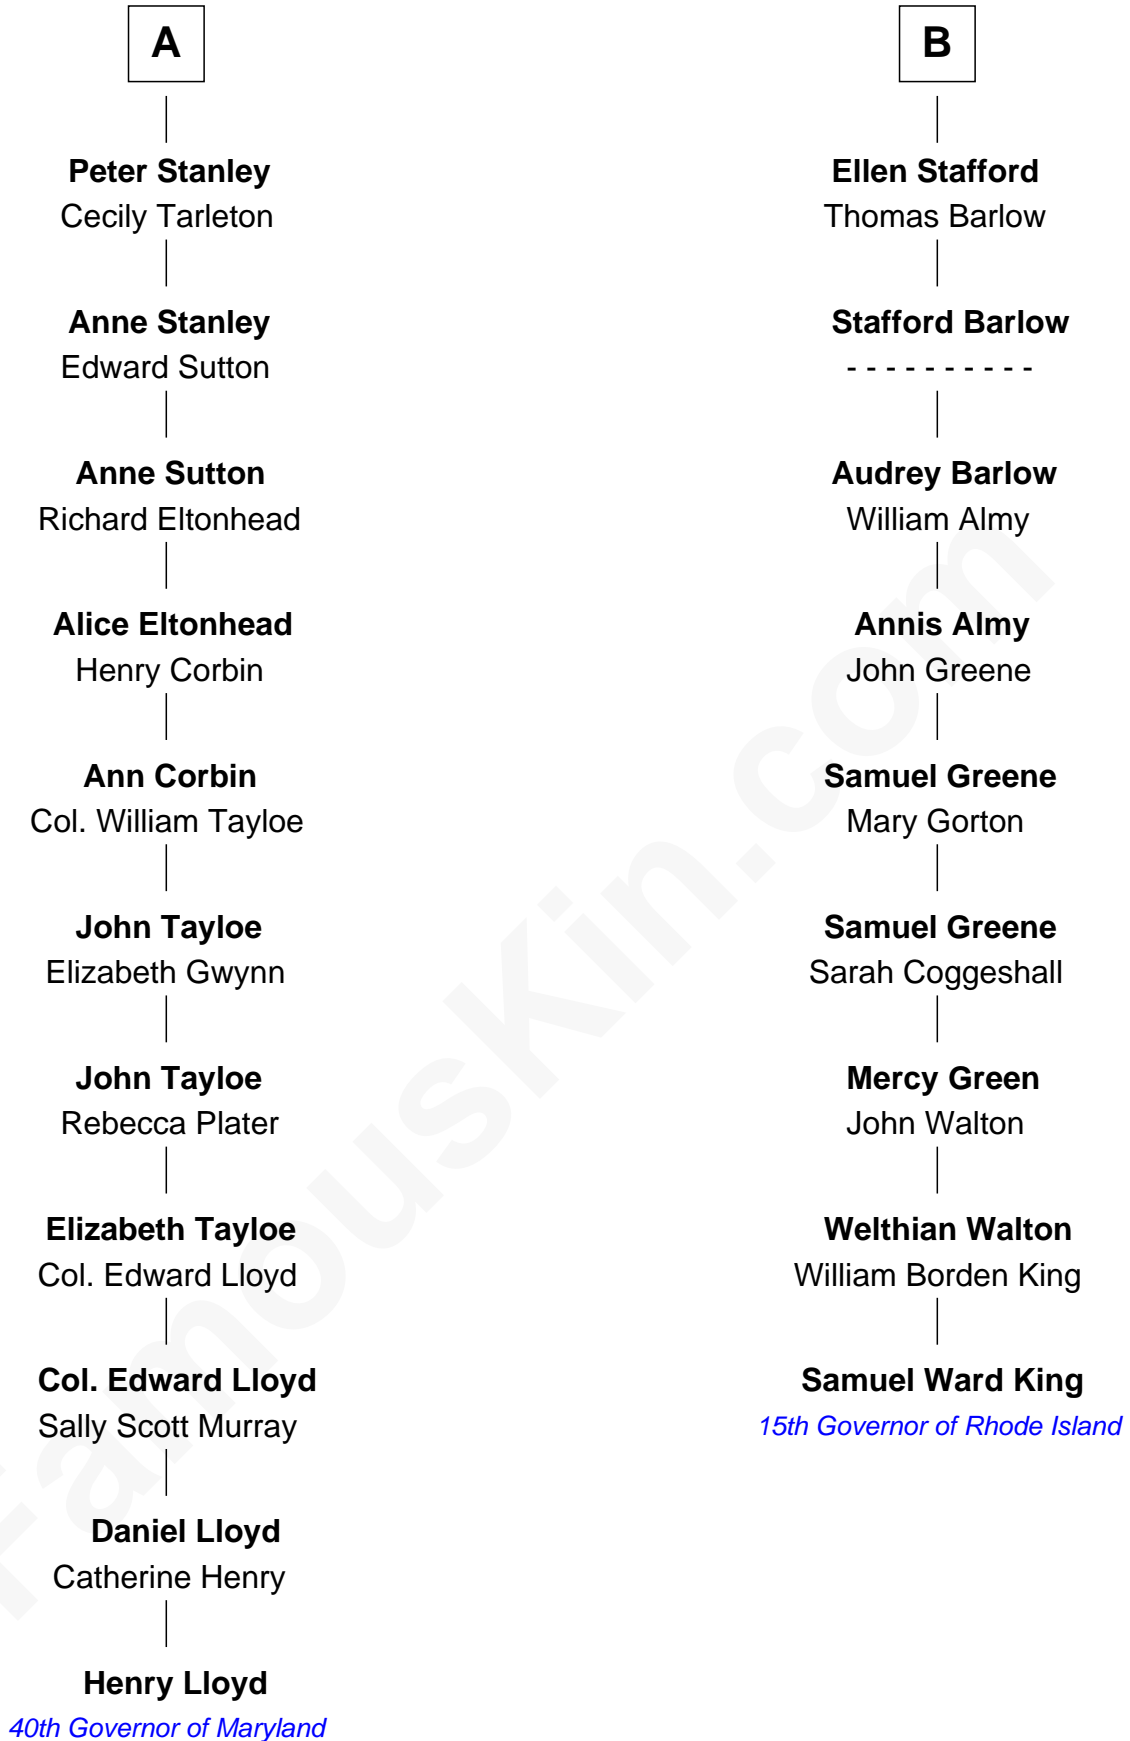 A
Peter Stanley
Cecily Tarleton
Anne Stanley
Edward Sutton
Anne Sutton
Richard Eltonhead
Alice Eltonhead
Henry Corbin
Ann Corbin
Col. William Tayloe
John Tayloe
Elizabeth Gwynn
John Tayloe
Rebecca Plater
Elizabeth Tayloe
Col. Edward Lloyd
Col. Edward Lloyd
Sally Scott Murray
Daniel Lloyd
Catherine Henry
Henry Lloyd
40th Governor of Maryland
B
Ellen Stafford
Thomas Barlow
Stafford Barlow
- - - - - - - - - -
Audrey Barlow
William Almy
Annis Almy
John Greene
Samuel Greene
Mary Gorton
Samuel Greene
Sarah Coggeshall
Mercy Green
John Walton
Welthian Walton
William Borden King
Samuel Ward King
15th Governor of Rhode Island
FamousKin.com